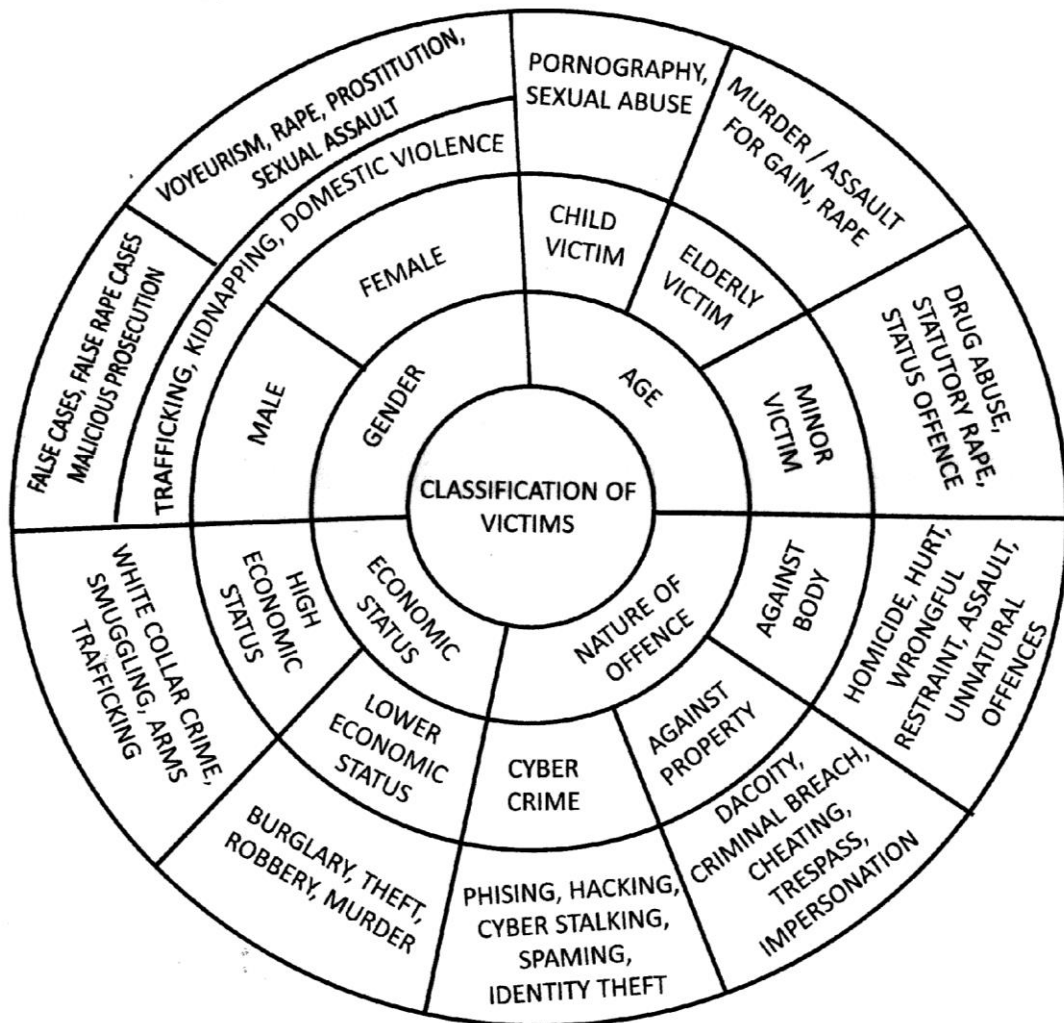 CLASSIFICATION OF
VICTIMS
GENDER
AGE
NATURE OF
OFFENCE
ECONOMIC
STATUS
MALE
FEMALE
CHILD
VICTIM
ELDERLY
VICTIM
MINOR
VICTIM
AGAINST
BODY
AGAINST
PROPERTY
CYBER
CRIME
LOWER
ECONOMIC
STATUS
HIGH
ECONOMIC
STATUS
TRAFFICKING, KIDNAPPING, DOMESTIC VIOLENCE
FALSE CASES, FALSE RAPE CASES
MALICIOUS PROSECUTION
VOYEURISM, RAPE, PROSTITUTION,
SEXUAL ASSAULT
PORNOGRAPHY,
SEXUAL ABUSE
MURDER / ASSAULT
FOR GAIN, RAPE
DRUG ABUSE,
STATUTORY RAPE,
STATUS OFFENCE
HOMICIDE, HURT,
WRONGFUL
RESTRAINT, ASSAULT,
UNNATURAL
OFFENCES
DACOITY,
CRIMINAL BREACH,
CHEATING,
TRESPASS,
IMPERSONATION
PHISING, HACKING,
CYBER STALKING,
SPAMING,
IDENTITY THEFT
BURGLARY, THEFT,
ROBBERY, MURDER
WHITE COLLAR CRIME,
SMUGGLING, ARMS
TRAFFICKING